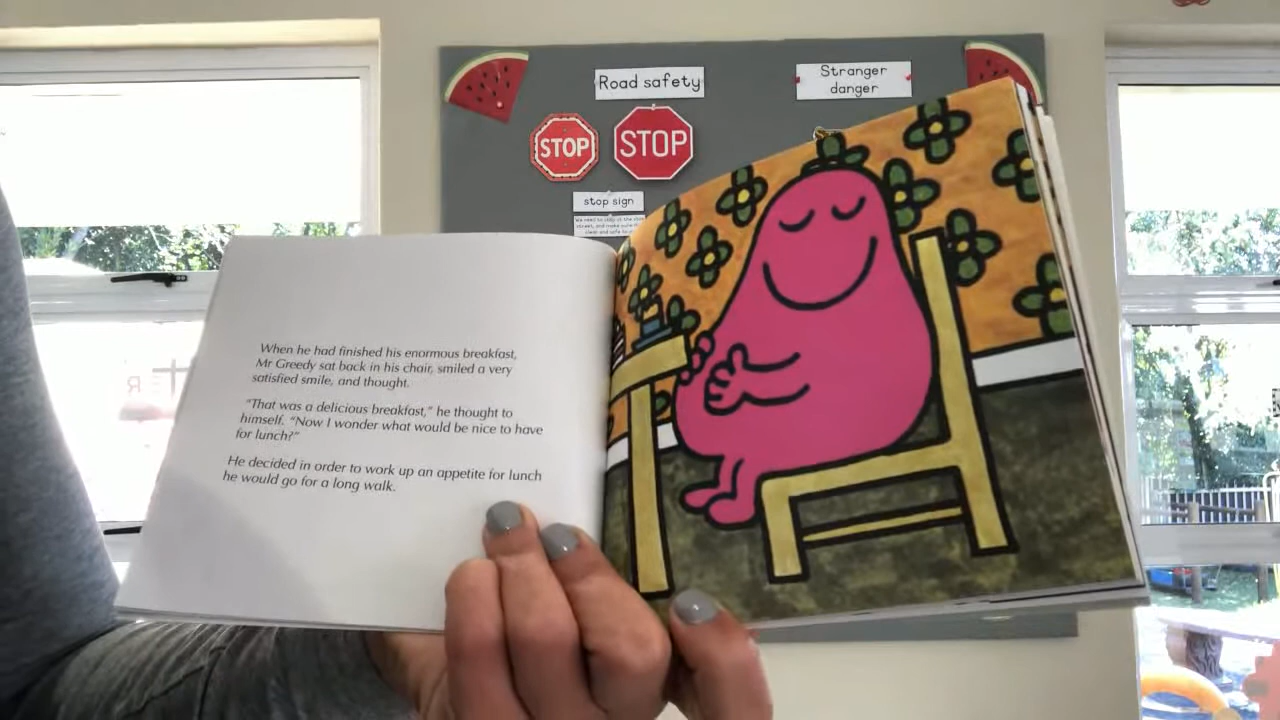 Road safety
Stranger
danger
STOP
STOP
stop sign
When he had finished his enormous breakfast,
Mr Greedy sat back in his chair, smiled a very
satisfied smile, and thought.
"That was a delicious breakfast," he thought to
himself. "Now I wonder what would be nice to have
for lunch?"
He decided in order to work up an appetite for lunch
he would go for a long walk.